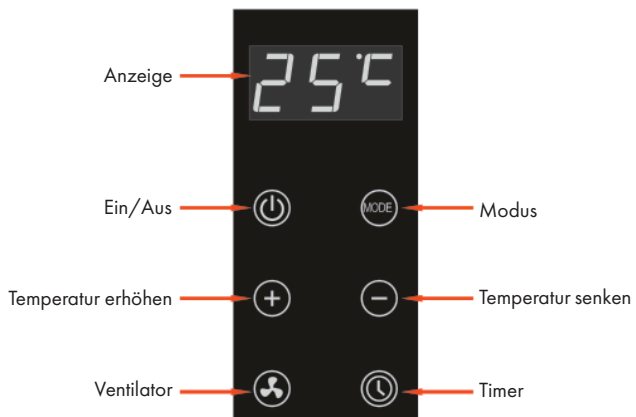 Anzeige
25°C
Ein/Aus
MODE
Modus
Temperatur erhöhen
Temperatur senken
Ventilator
Timer